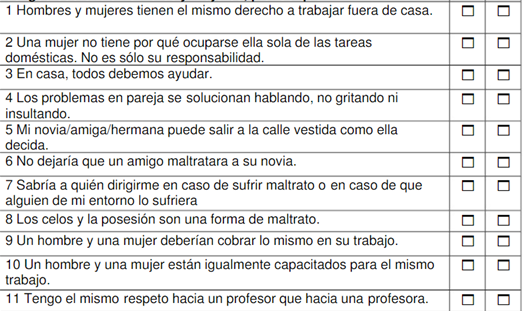 1 Hombres y mujeres tienen el mismo derecho a trabajar fuera de casa.
2 Una mujer no tiene por qué ocuparse ella sola de las tareas
domésticas. No es sólo su responsabilidad.
3 En casa, todos debemos ayudar.
4 Los problemas en pareja se solucionan hablando, no gritando ni
insultando.
5 Mi novia/amiga/hermana puede salir a la calle vestida como ella
decida.
6 No dejaría que un amigo maltratara a su novia.
7 Sabría a quién dirigirme en caso de sufrir maltrato o en caso de que
alguien de mi entorno lo sufriera
8 Los celos y la posesión son una forma de maltrato.
9 Un hombre y una mujer deberían cobrar lo mismo en su trabajo.
10 Un hombre y una mujer están igualmente capacitados para el mismo
trabajo.
11 Tengo el mismo respeto hacia un profesor que hacia una profesora.